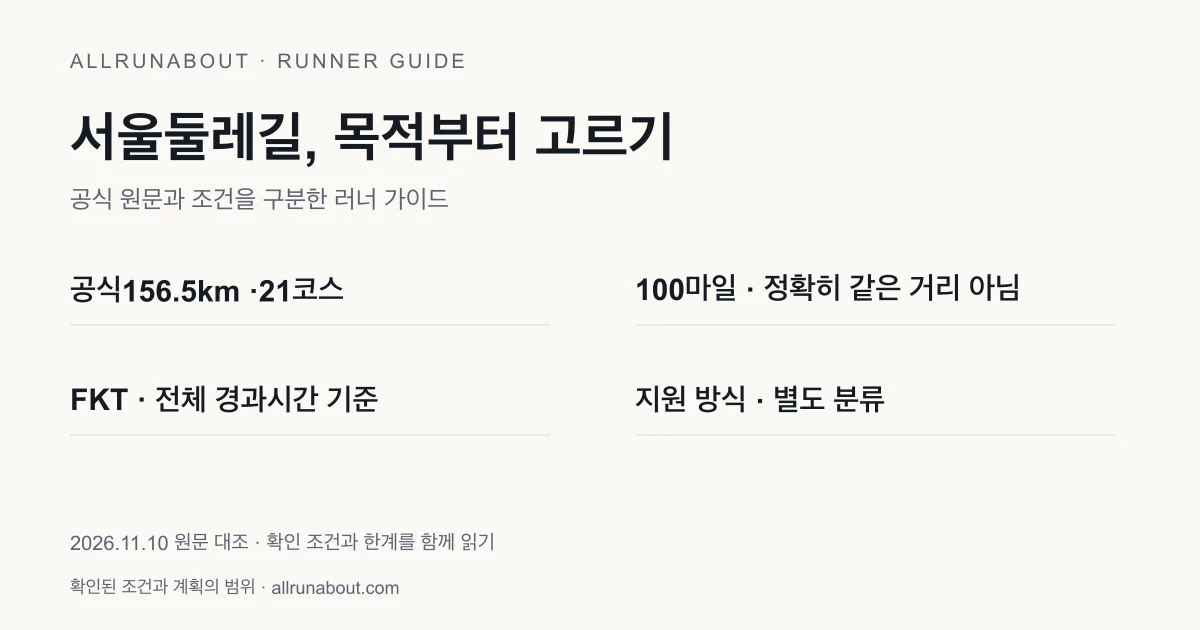 ALLRUNABOUT · RUNNER GUIDE
서울둘레길, 목적부터 고르기
공식 원문과 조건을 구분한 러너 가이드
공식156.5km ·21코스
100마일 · 정확히 같은 거리 아님
FKT · 전체 경과시간 기준
지원 방식 · 별도 분류
2026.11.10 원문 대조 · 확인 조건과 한계를 함께 읽기
확인된 조건과 계획의 범위 · allrunabout.com